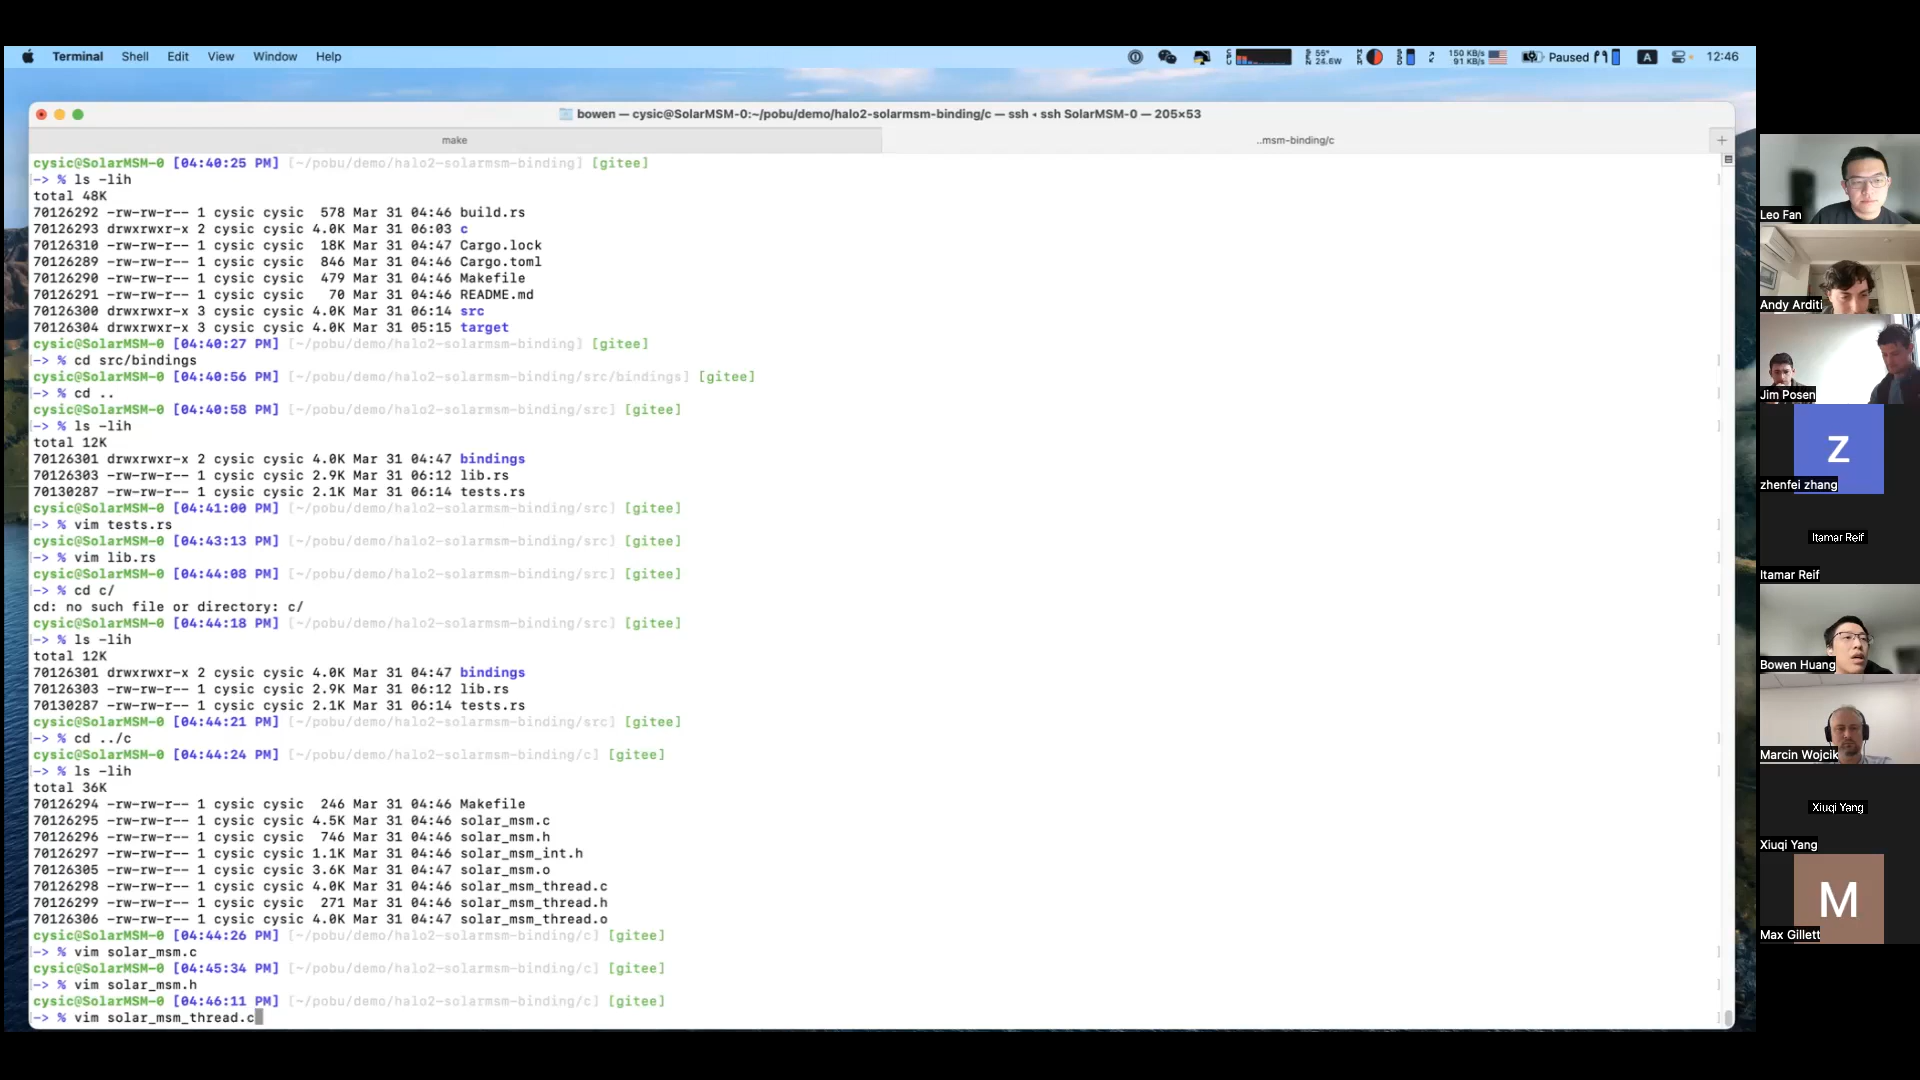 Terminal Shell Edit View Window Help 55° 24.6W 150 KB/s 91 KB/s Paused A 12:46
bowen — cysic@SolarMSM-0:~/pobu/demo/halo2-solarmsm-binding/c — ssh ◂ ssh SolarMSM-0 — 205×53
make ..msm-binding/c
cysic@SolarMSM-0 [04:40:25 PM] [~/pobu/demo/halo2-solarmsm-binding] [gitee]
-> % ls -lih
total 48K
70126292 -rw-rw-r-- 1 cysic cysic  578 Mar 31 04:46 build.rs
70126293 drwxrwxr-x 2 cysic cysic 4.0K Mar 31 06:03 c
70126310 -rw-rw-r-- 1 cysic cysic  18K Mar 31 04:47 Cargo.lock
70126289 -rw-rw-r-- 1 cysic cysic  846 Mar 31 04:46 Cargo.toml
70126290 -rw-rw-r-- 1 cysic cysic  479 Mar 31 04:46 Makefile
70126291 -rw-rw-r-- 1 cysic cysic   70 Mar 31 04:46 README.md
70126300 drwxrwxr-x 3 cysic cysic 4.0K Mar 31 06:14 src
70126304 drwxrwxr-x 3 cysic cysic 4.0K Mar 31 05:15 target
cysic@SolarMSM-0 [04:40:27 PM] [~/pobu/demo/halo2-solarmsm-binding] [gitee]
-> % cd src/bindings
cysic@SolarMSM-0 [04:40:56 PM] [~/pobu/demo/halo2-solarmsm-binding/src/bindings] [gitee]
-> % cd ..
cysic@SolarMSM-0 [04:40:58 PM] [~/pobu/demo/halo2-solarmsm-binding/src] [gitee]
-> % ls -lih
total 12K
70126301 drwxrwxr-x 2 cysic cysic 4.0K Mar 31 04:47 bindings
70126303 -rw-rw-r-- 1 cysic cysic 2.9K Mar 31 06:12 lib.rs
70130287 -rw-rw-r-- 1 cysic cysic 2.1K Mar 31 06:14 tests.rs
cysic@SolarMSM-0 [04:41:00 PM] [~/pobu/demo/halo2-solarmsm-binding/src] [gitee]
-> % vim tests.rs
cysic@SolarMSM-0 [04:43:13 PM] [~/pobu/demo/halo2-solarmsm-binding/src] [gitee]
-> % vim lib.rs
cysic@SolarMSM-0 [04:44:08 PM] [~/pobu/demo/halo2-solarmsm-binding/src] [gitee]
-> % cd c/
cd: no such file or directory: c/
cysic@SolarMSM-0 [04:44:18 PM] [~/pobu/demo/halo2-solarmsm-binding/src] [gitee]
-> % ls -lih
total 12K
70126301 drwxrwxr-x 2 cysic cysic 4.0K Mar 31 04:47 bindings
70126303 -rw-rw-r-- 1 cysic cysic 2.9K Mar 31 06:12 lib.rs
70130287 -rw-rw-r-- 1 cysic cysic 2.1K Mar 31 06:14 tests.rs
cysic@SolarMSM-0 [04:44:21 PM] [~/pobu/demo/halo2-solarmsm-binding/src] [gitee]
-> % cd ../c
cysic@SolarMSM-0 [04:44:24 PM] [~/pobu/demo/halo2-solarmsm-binding/c] [gitee]
-> % ls -lih
total 36K
70126294 -rw-rw-r-- 1 cysic cysic  246 Mar 31 04:46 Makefile
70126295 -rw-rw-r-- 1 cysic cysic 4.5K Mar 31 04:46 solar_msm.c
70126296 -rw-rw-r-- 1 cysic cysic  746 Mar 31 04:46 solar_msm.h
70126297 -rw-rw-r-- 1 cysic cysic 1.1K Mar 31 04:46 solar_msm_int.h
70126305 -rw-rw-r-- 1 cysic cysic 3.6K Mar 31 04:47 solar_msm.o
70126298 -rw-rw-r-- 1 cysic cysic 4.0K Mar 31 04:46 solar_msm_thread.c
70126299 -rw-rw-r-- 1 cysic cysic  271 Mar 31 04:46 solar_msm_thread.h
70126306 -rw-rw-r-- 1 cysic cysic 4.0K Mar 31 04:47 solar_msm_thread.o
cysic@SolarMSM-0 [04:44:26 PM] [~/pobu/demo/halo2-solarmsm-binding/c] [gitee]
-> % vim solar_msm.c
cysic@SolarMSM-0 [04:45:34 PM] [~/pobu/demo/halo2-solarmsm-binding/c] [gitee]
-> % vim solar_msm.h
cysic@SolarMSM-0 [04:46:11 PM] [~/pobu/demo/halo2-solarmsm-binding/c] [gitee]
-> % vim solar_msm_thread.c
Leo Fan
Andy Arditi
Jim Posen
Z
zhenfei zhang
Itamar Reif
Itamar Reif
Bowen Huang
Marcin Wojcik
Xiuqi Yang
Xiuqi Yang
M
Max Gillett